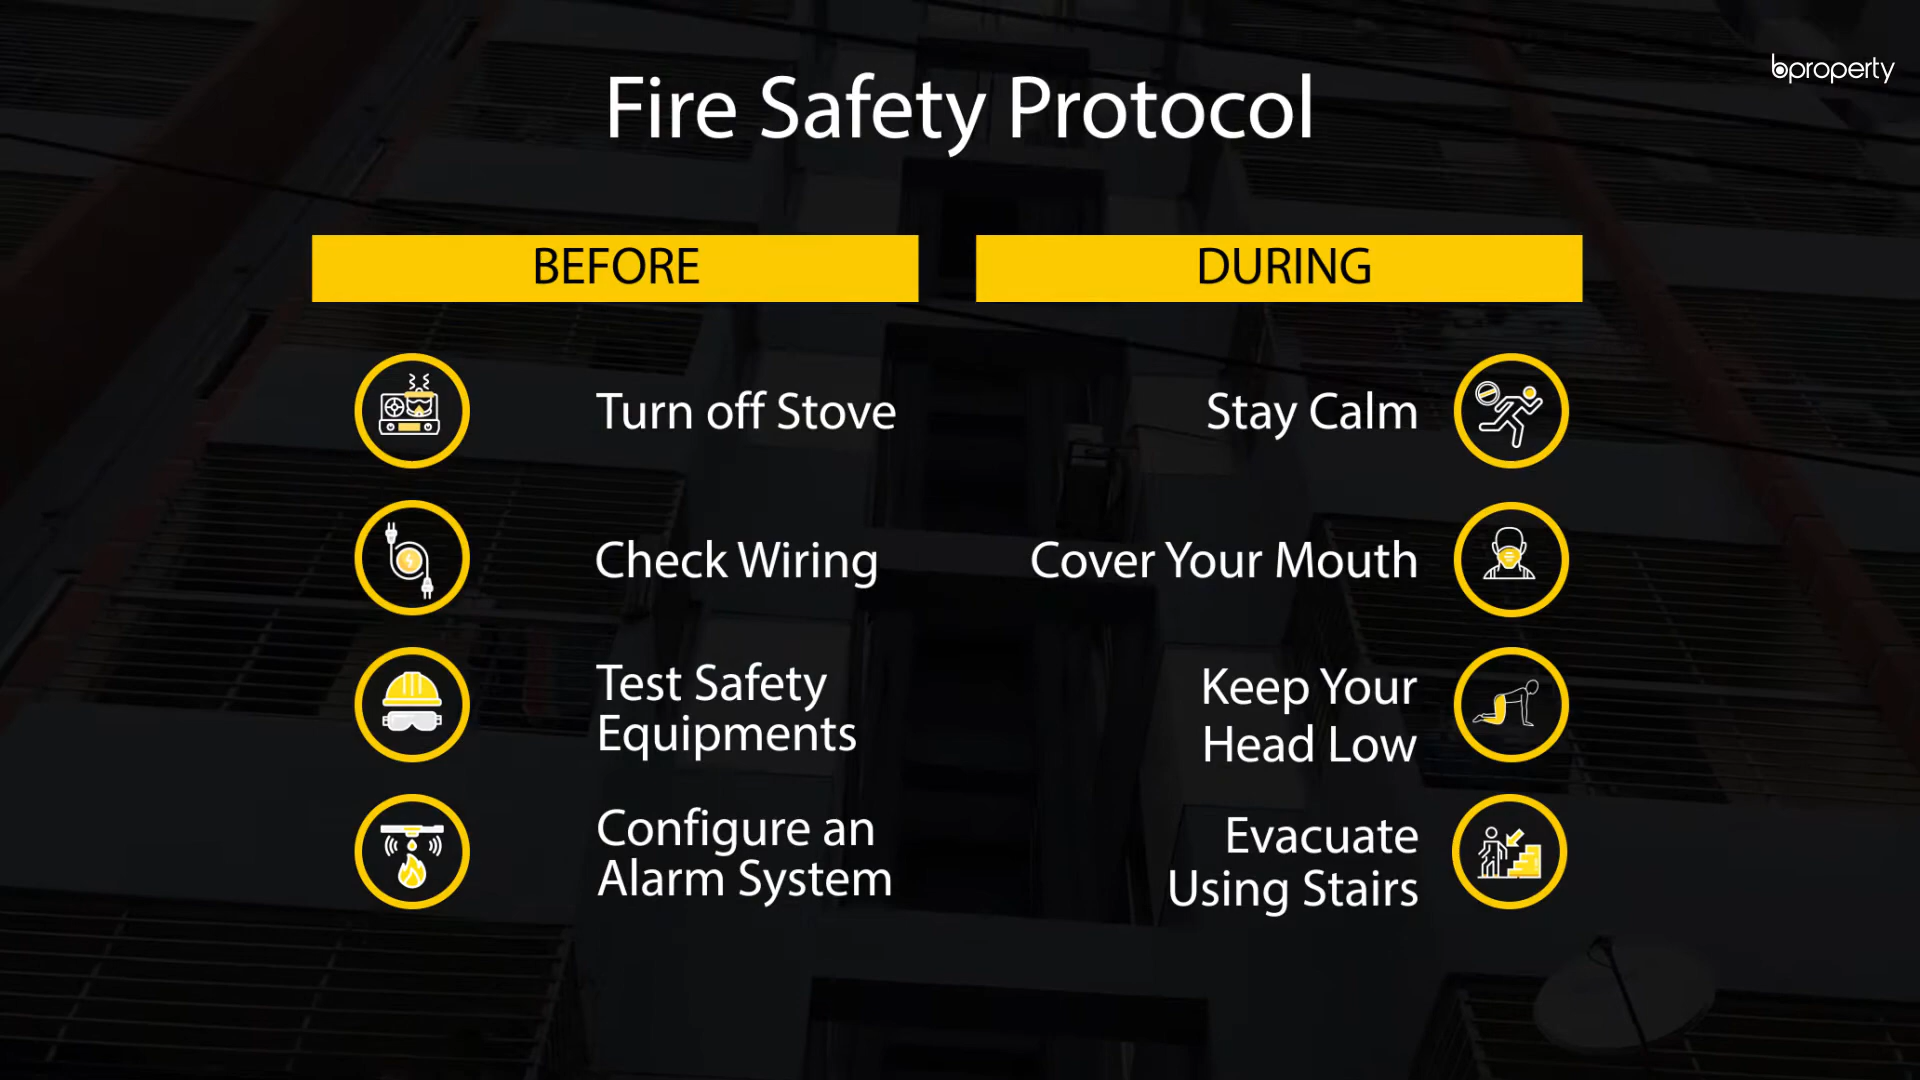 bproperty
Fire Safety Protocol
BEFORE
Turn off Stove
Check Wiring
Test Safety
Equipments
Configure an
Alarm System
DURING
Stay Calm
Cover Your Mouth
Keep Your
Head Low
Evacuate
Using Stairs